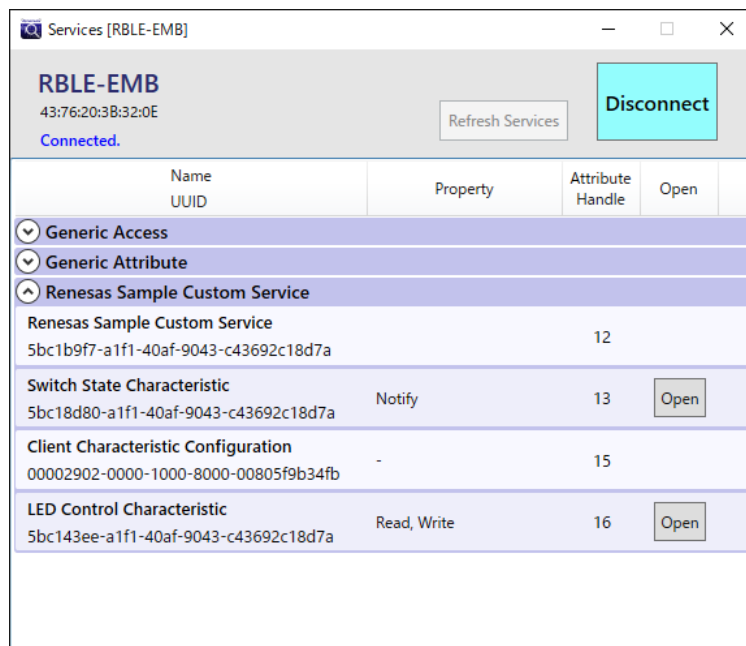 Services [RBLE-EMB]
RBLE-EMB
43:76:20:3B:32:0E
Connected.
Refresh Services
Disconnect
Name
UUID
Property
Attribute
Handle
Open
Generic Access
Generic Attribute
Renesas Sample Custom Service
Renesas Sample Custom Service
5bc1b9f7-a1f1-40af-9043-c43692c18d7a
12
Switch State Characteristic
5bc18d80-a1f1-40af-9043-c43692c18d7a
Notify
13
Open
Client Characteristic Configuration
00002902-0000-1000-8000-00805f9b34fb
-
15
LED Control Characteristic
5bc143ee-a1f1-40af-9043-c43692c18d7a
Read, Write
16
Open